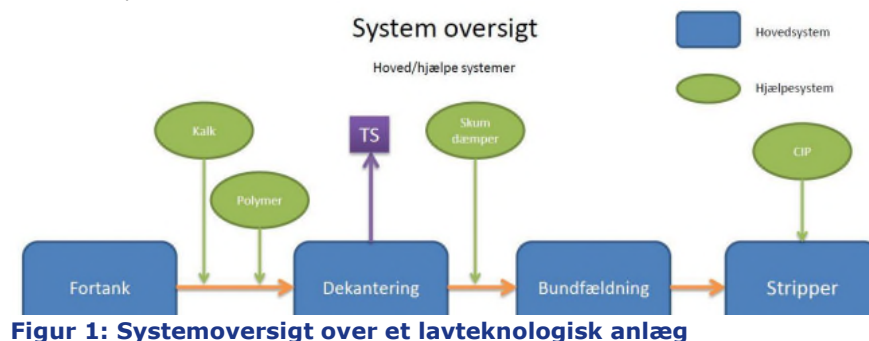 System oversigt
Hoved/hjælpe systemer
Hovedsystem
Hjælpesystem
Kalk
Polymer
TS
Skum
dæmper
CIP
Fortank
Dekantering
Bundfældning
Stripper
Figur 1: Systemoversigt over et lavteknologisk anlæg